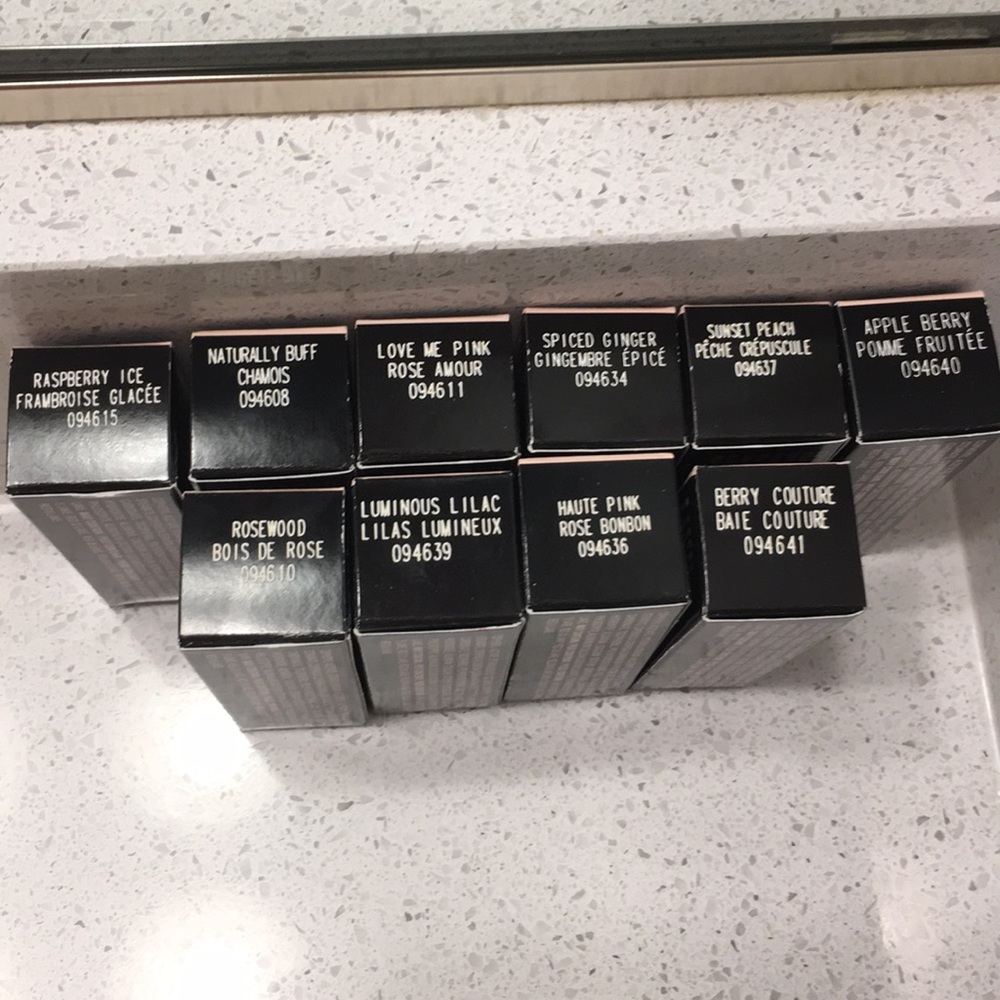 RASPBERRY ICE
FRAMBROISE GLACÉE
094615
NATURALLY BUFF
CHAMOIS
094608
LOVE ME PINK
ROSE AMOUR
094611
SPICED GINGER
GINGEMBRE ÉPICÉ
094634
SUNSET PEACH
PÊCHE CRÉPUSCULE
094637
APPLE BERRY
POMME FRUITÉE
094640
ROSEWOOD
BOIS DE ROSE
094610
LUMINOUS LILAC
LILAS LUMINEUX
094639
HAUTE PINK
ROSE BONBON
094636
BERRY COUTURE
BAIE COUTURE
094641